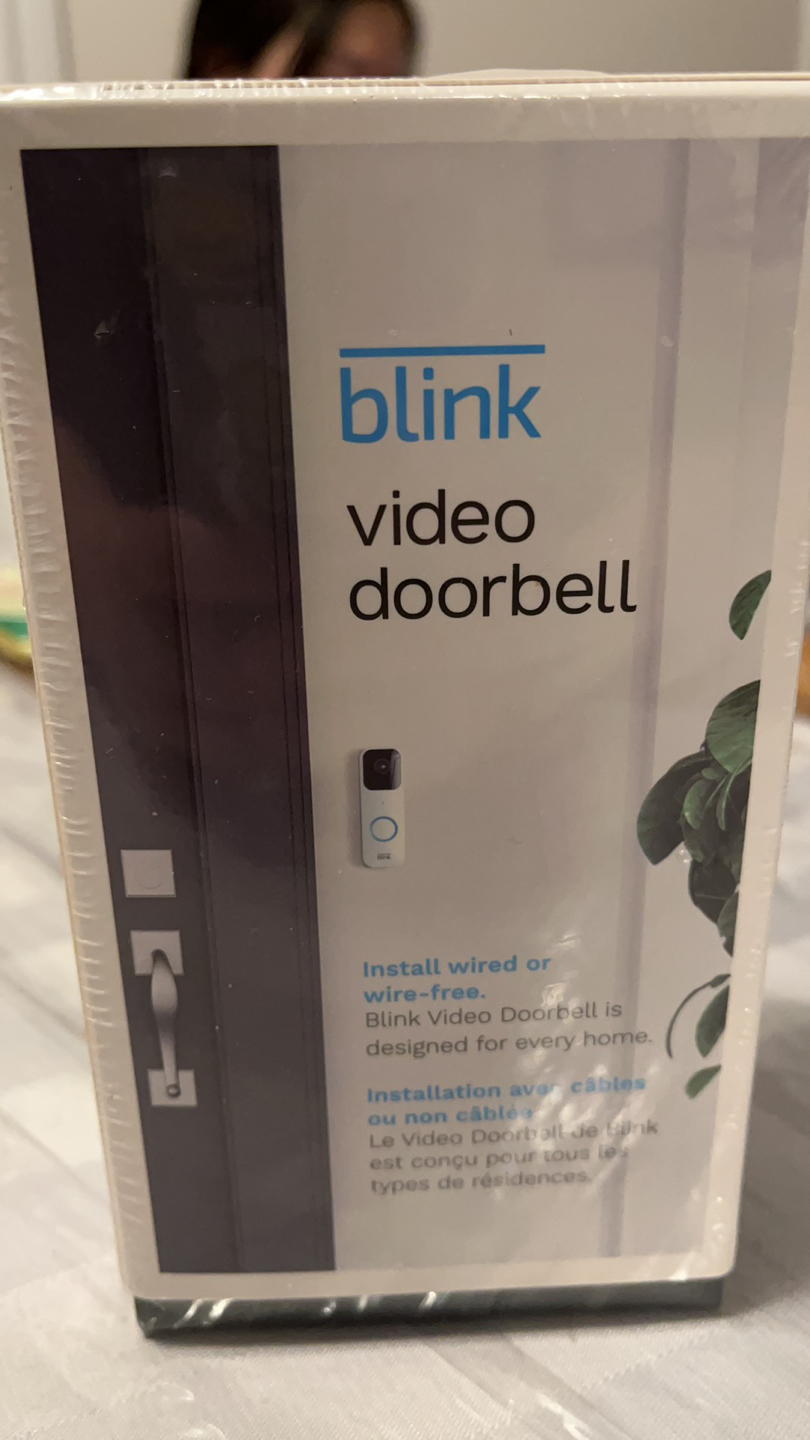 blink
video
doorbell
Install wired or
wire-free.
Blink Video Doorbell is
designed for every home.
Installation avec câbles
ou non câblée
Le Video Doorbell de Blink
est conçu pour tous les
types de résidences.